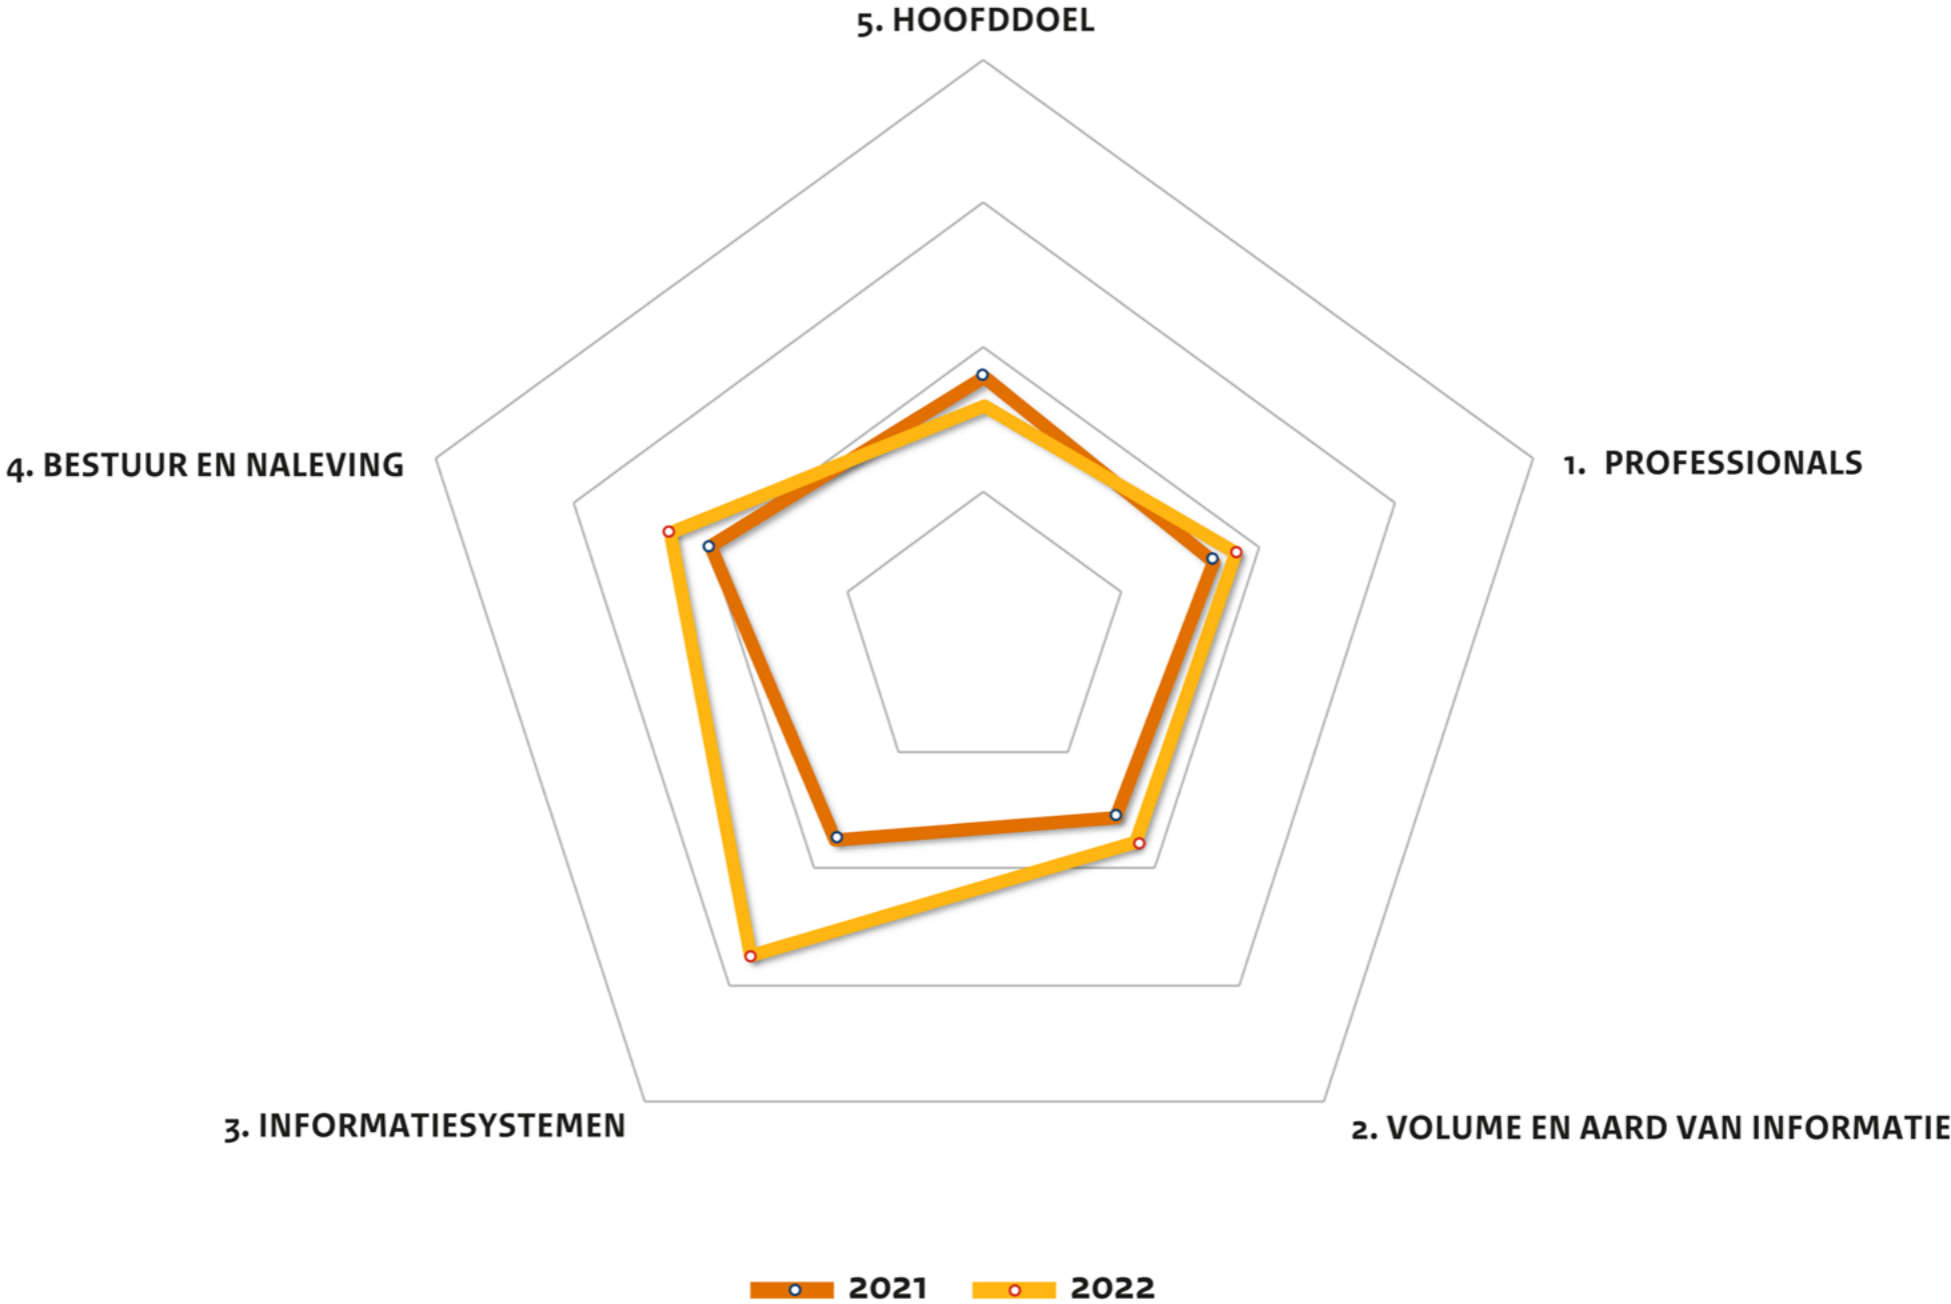 5. HOOFDDOEL
4. BESTUUR EN NALEVING
1. PROFESSIONALS
3. INFORMATIESYSTEMEN
2. VOLUME EN AARD VAN INFORMATIE
2021 2022